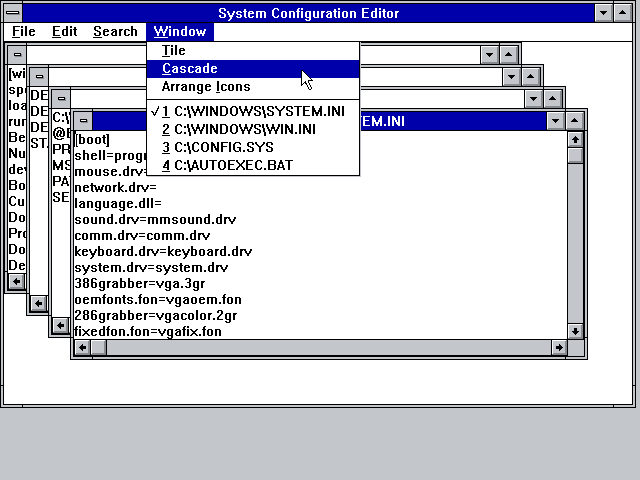 System Configuration Editor
File Edit Search Window
Tile
Cascade
Arrange Icons
✓1 C:\WINDOWS\SYSTEM.INI
2 C:\WINDOWS\WIN.INI
3 C:\CONFIG.SYS
4 C:\AUTOEXEC.BAT
[wi
spo
loa
run
Be
Nu
dev
Bo
Cu
Do
Pro
Do
De
DE
DE
DE
DE
ST
C:\
@E
PR
MS
PA
SE
EM.INI
[boot]
shell=progr
mouse.drv=
network.drv=
language.dll=
sound.drv=mmsound.drv
comm.drv=comm.drv
keyboard.drv=keyboard.drv
system.drv=system.drv
386grabber=vga.3gr
oemfonts.fon=vgaoem.fon
286grabber=vgacolor.2gr
fixedfon.fon=vgafix.fon